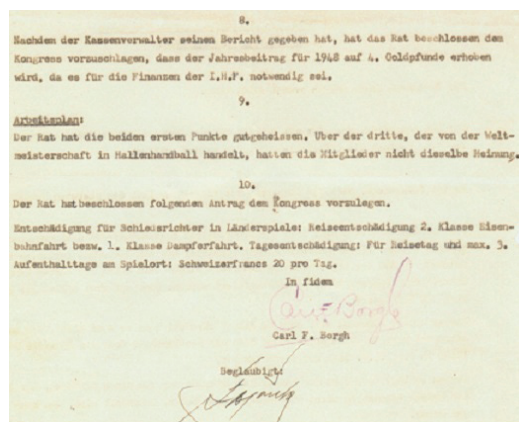 8.
Nachdem der Kassenverwalter seinen Bericht gegeben hat, hat das Rat beschlossen dem
Kongress vorzuschlagen, dass der Jahresbeitrag für 1948 auf 4. Goldpfunde erhoben
wird, da es für die Finanzen der I.H.F. notwendig sei.
9.
Arbeitsplan:
Der Rat hat die beiden ersten Punkte gutgeheissen. Uber der dritte, der von der Welt-
meisterschaft in Hallenhandball handelt, hatten die Mitglieder nicht dieselbe Meinung.
10.
Der Rat hat beschlossen folgenden Antrag dem Kongress vorzulegen.
Entschädigung für Schiedsrichter in Länderspiele: Reiseentschädigung 2. Klasse Eisen-
bahnfahrt bezw. 1. Klasse Dampferfahrt. Tagesentschädigung: Für Reisetag und max. 3.
Aufenthalttage am Spielort: Schweizerfrancs 20 pro Tag.
In fidem
Carl F. Borgh
Carl F. Borgh
Beglaubigt: